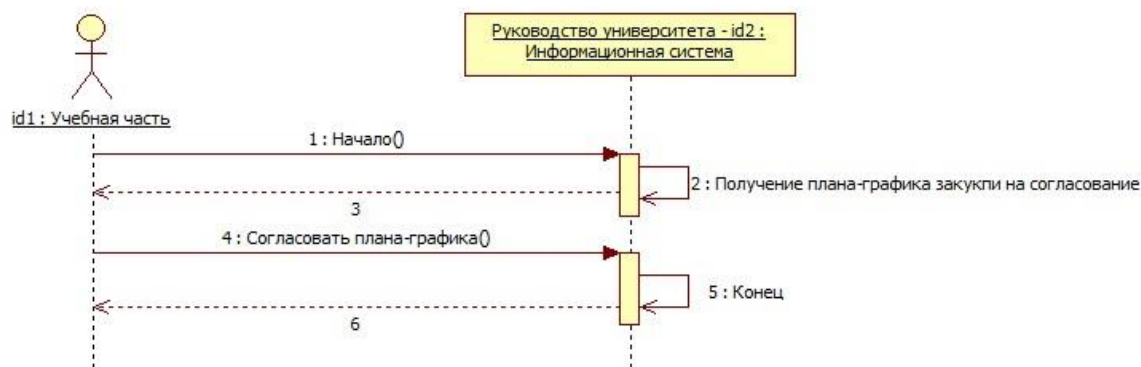 Руководство университета - id2 :
Информационная система
id1 : Учебная часть
1 : Начало()
2 : Получение плана-графика закукпи на согласование
3
4 : Согласовать плана-графика()
5 : Конец
6